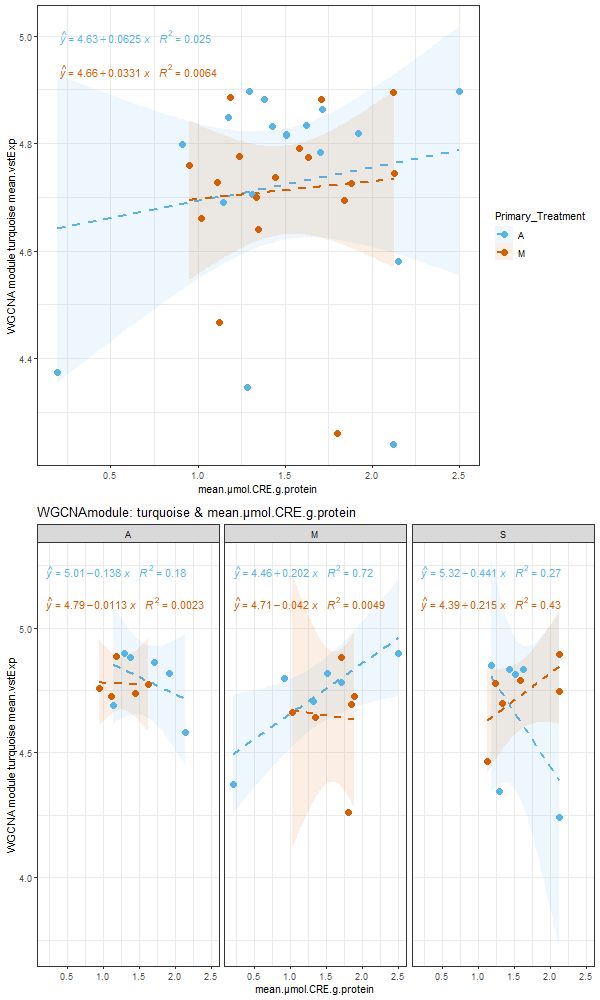 ŷ = 4.63 + 0.0625 x   R² = 0.025
ŷ = 4.66 + 0.0331 x   R² = 0.0064
5.0
4.8
4.6
4.4
WGCNA module turquoise mean.vstExp
0.5 1.0 1.5 2.0 2.5
mean.µmol.CRE.g.protein
Primary_Treatment
A
M
WGCNAmodule: turquoise & mean.µmol.CRE.g.protein
A M S
ŷ = 5.01 − 0.138 x   R² = 0.18
ŷ = 4.79 − 0.0113 x   R² = 0.0023
ŷ = 4.46 + 0.202 x   R² = 0.72
ŷ = 4.71 − 0.042 x   R² = 0.0049
ŷ = 5.32 − 0.441 x   R² = 0.27
ŷ = 4.39 + 0.215 x   R² = 0.43
5.0
4.5
4.0
WGCNA module turquoise mean.vstExp
0.5 1.0 1.5 2.0 2.5 0.5 1.0 1.5 2.0 2.5 0.5 1.0 1.5 2.0 2.5
mean.µmol.CRE.g.protein